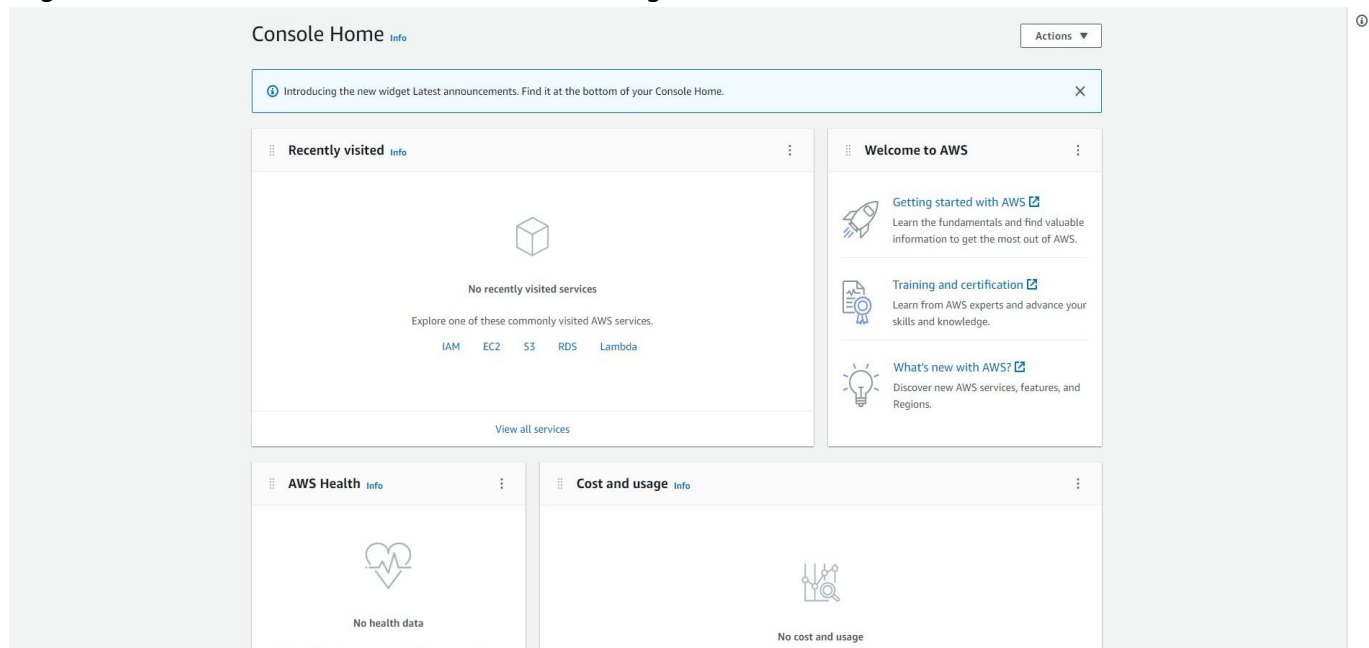 Console Home Info
Actions
Introducing the new widget Latest announcements. Find it at the bottom of your Console Home.
Recently visited Info
No recently visited services
Explore one of these commonly visited AWS services.
IAM EC2 S3 RDS Lambda
View all services
Welcome to AWS
Getting started with AWS
Learn the fundamentals and find valuable
information to get the most out of AWS.
Training and certification
Learn from AWS experts and advance your
skills and knowledge.
What's new with AWS?
Discover new AWS services, features, and
Regions.
AWS Health Info
No health data
Cost and usage Info
No cost and usage